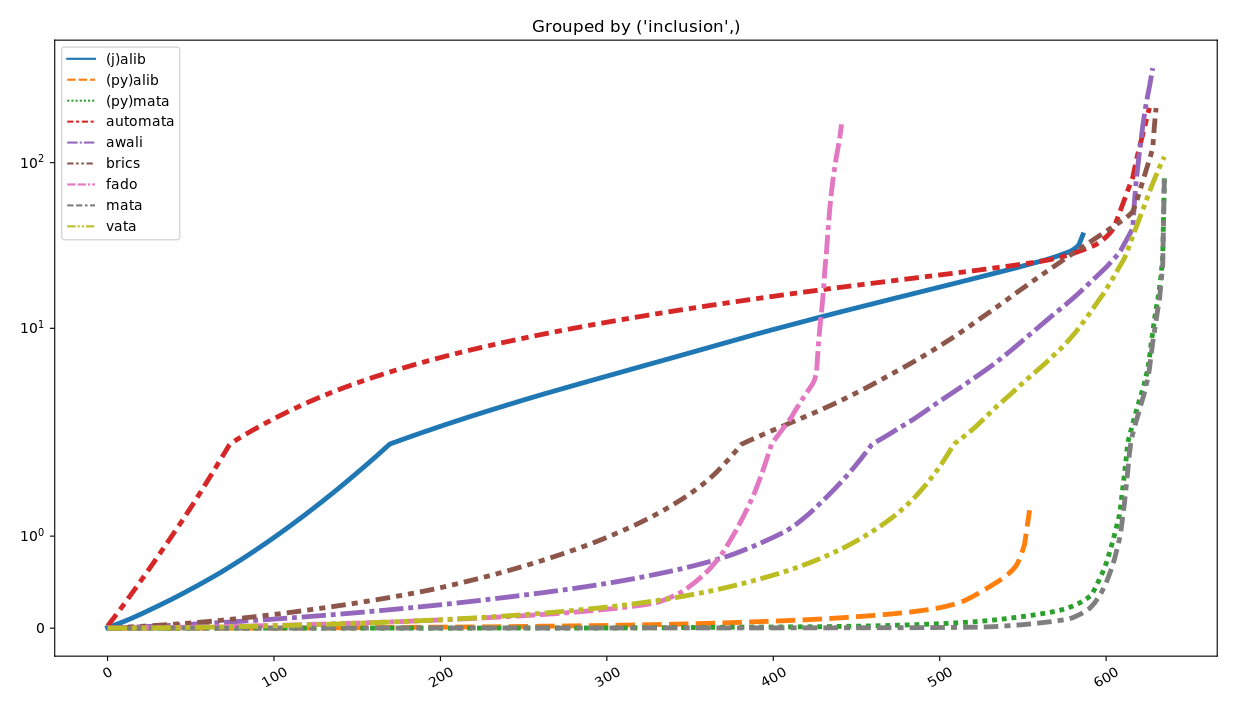 Grouped by ('inclusion',)
(j)alib
(py)alib
(py)mata
automata
awali
brics
fado
mata
vata
10²
10¹
10⁰
0
0
100
200
300
400
500
600